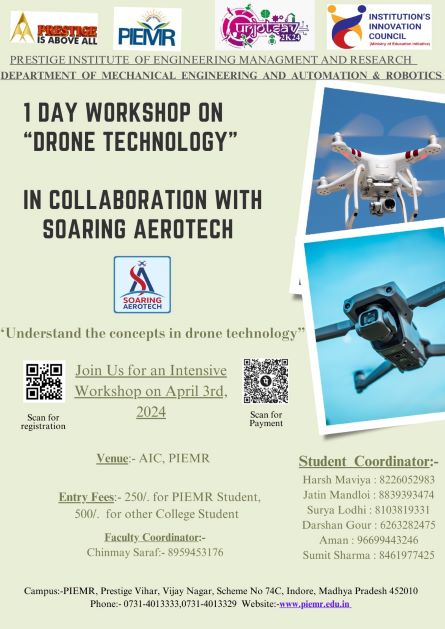 PRESTIGE
IS ABOVE ALL
PIEMR
Srujotsav
2K24
INSTITUTION'S
INNOVATION
COUNCIL
(Ministry of Education Initiative)
PRESTIGE INSTITUTE OF ENGINEERING MANAGMENT AND RESEARCH
DEPARTMENT OF MECHANICAL ENGINEERING AND AUTOMATION & ROBOTICS
1 DAY WORKSHOP ON
“DRONE TECHNOLOGY”
IN COLLABORATION WITH
SOARING AEROTECH
SOARING
AEROTECH
‘Understand the concepts in drone technology”
Scan for
registration
Join Us for an Intensive
Workshop on April 3rd,
2024
Scan for
Payment
Venue:- AIC, PIEMR
Entry Fees:- 250/. for PIEMR Student,
500/. for other College Student
Faculty Coordinator:-
Chinmay Saraf:- 8959453176
Student Coordinator:-
Harsh Maviya : 8226052983
Jatin Mandloi : 8839393474
Surya Lodhi : 8103819331
Darshan Gour : 6263282475
Aman : 96699443246
Sumit Sharma : 8461977425
Campus:-PIEMR, Prestige Vihar, Vijay Nagar, Scheme No 74C, Indore, Madhya Pradesh 452010
Phone:- 0731-4013333,0731-4013329 Website:-www.piemr.edu.in